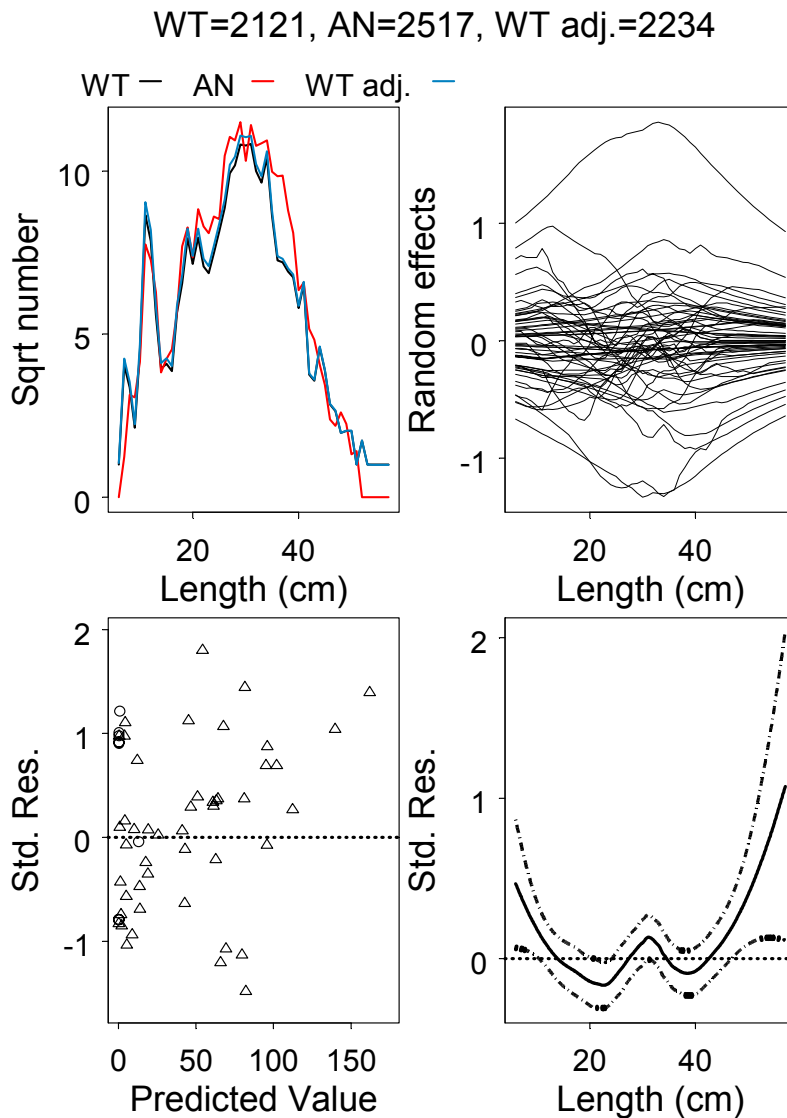 WT=2121, AN=2517, WT adj.=2234
WT AN WT adj.
Sqrt number
10
5
0
20 40
Length (cm)
Random effects
1
0
-1
20 40
Length (cm)
Std. Res.
2
1
0
-1
0 50 100 150
Predicted Value
Std. Res.
2
1
0
20 40
Length (cm)